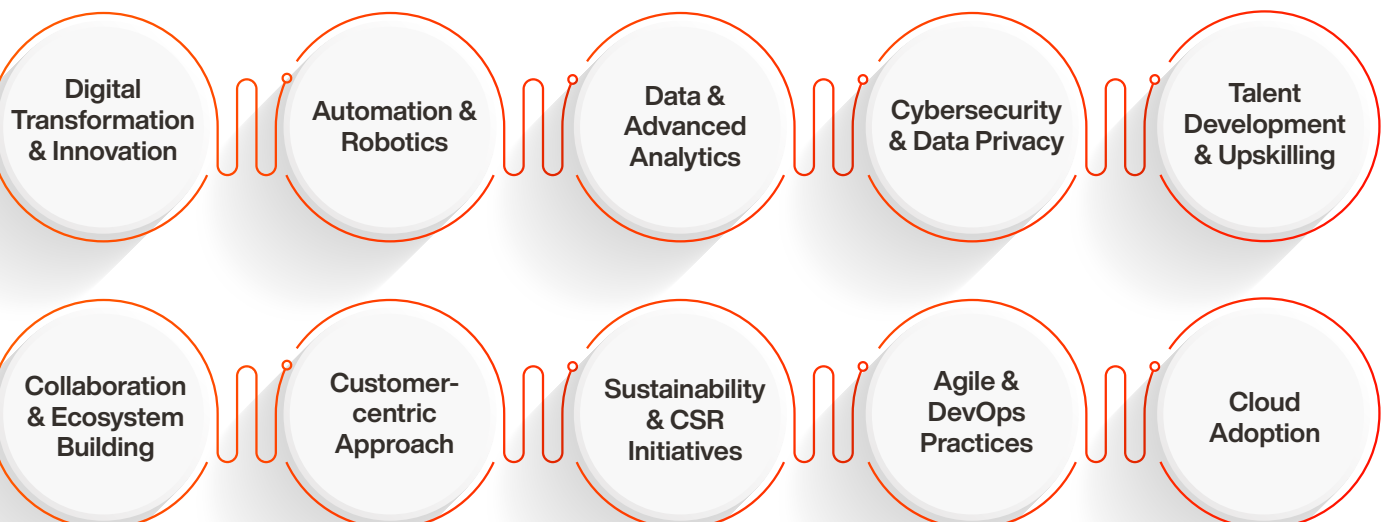 Digital
Transformation
& Innovation
Automation &
Robotics
Data &
Advanced
Analytics
Cybersecurity
& Data Privacy
Talent
Development
& Upskilling
Collaboration
& Ecosystem
Building
Customer-
centric
Approach
Sustainability
& CSR
Initiatives
Agile &
DevOps
Practices
Cloud
Adoption